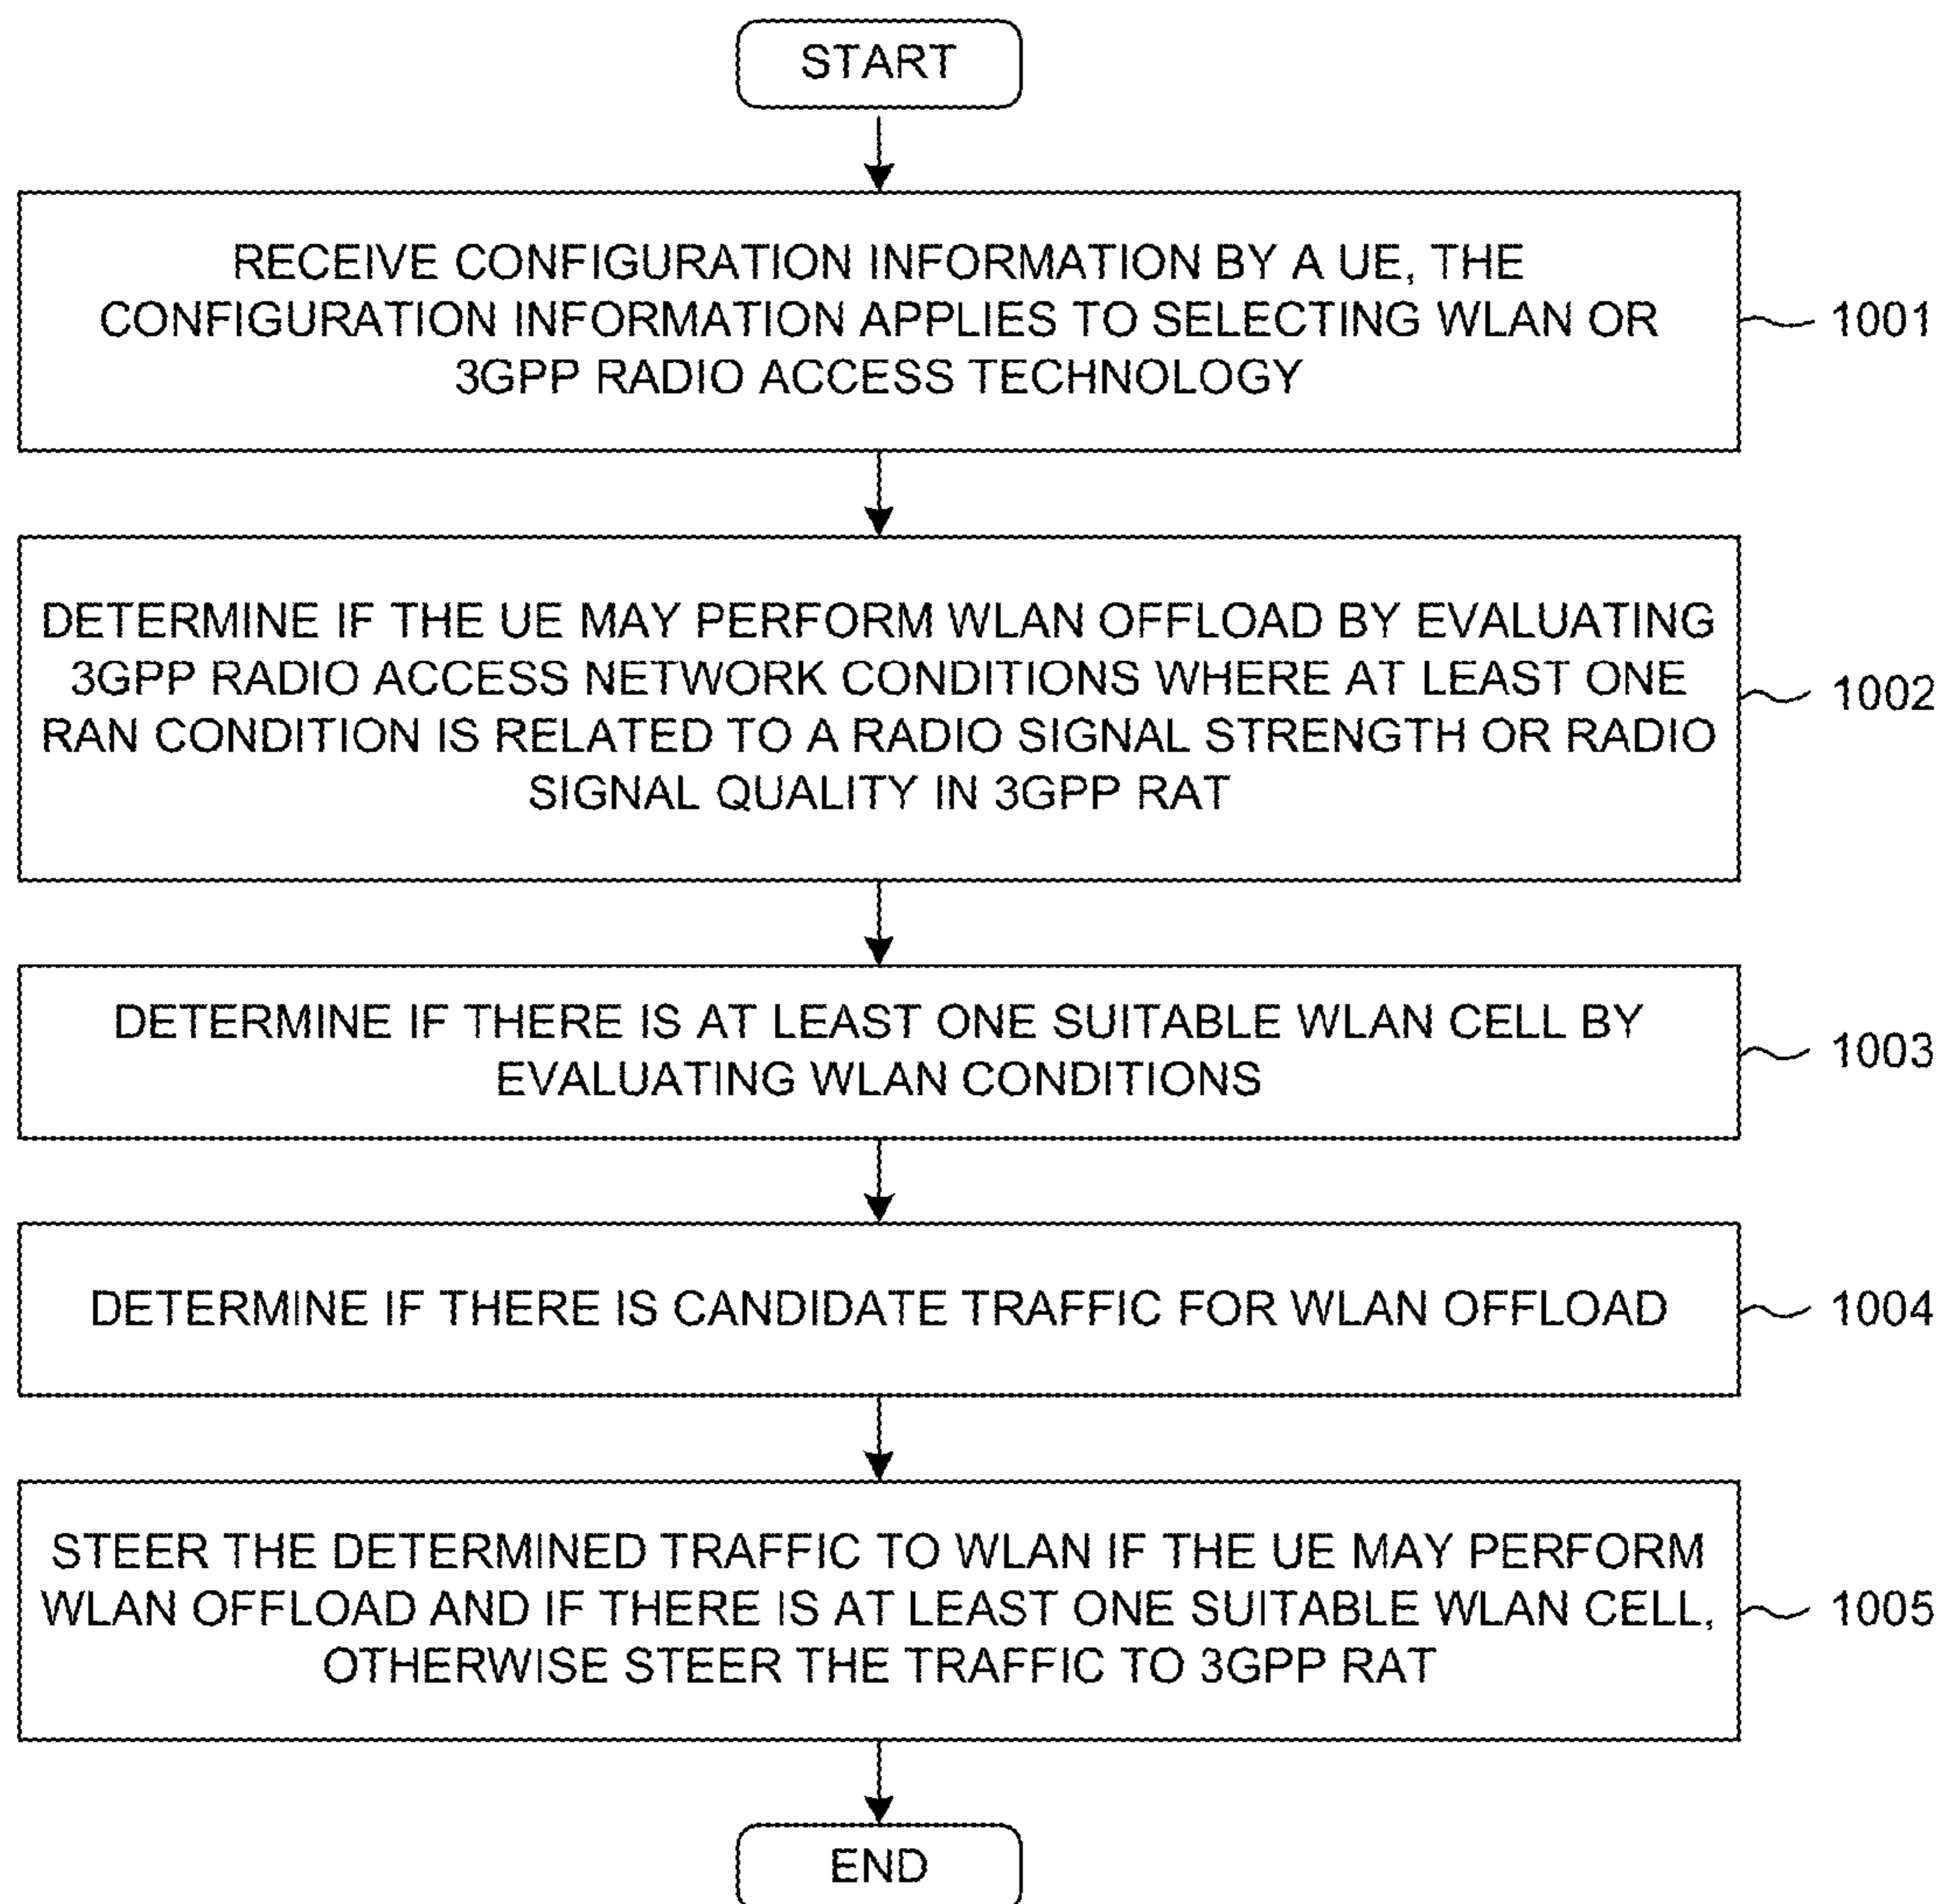 START
RECEIVE CONFIGURATION INFORMATION BY A UE, THE
CONFIGURATION INFORMATION APPLIES TO SELECTING WLAN OR
3GPP RADIO ACCESS TECHNOLOGY
1001
DETERMINE IF THE UE MAY PERFORM WLAN OFFLOAD BY EVALUATING
3GPP RADIO ACCESS NETWORK CONDITIONS WHERE AT LEAST ONE
RAN CONDITION IS RELATED TO A RADIO SIGNAL STRENGTH OR RADIO
SIGNAL QUALITY IN 3GPP RAT
1002
DETERMINE IF THERE IS AT LEAST ONE SUITABLE WLAN CELL BY
EVALUATING WLAN CONDITIONS
1003
DETERMINE IF THERE IS CANDIDATE TRAFFIC FOR WLAN OFFLOAD
1004
STEER THE DETERMINED TRAFFIC TO WLAN IF THE UE MAY PERFORM
WLAN OFFLOAD AND IF THERE IS AT LEAST ONE SUITABLE WLAN CELL,
OTHERWISE STEER THE TRAFFIC TO 3GPP RAT
1005
END